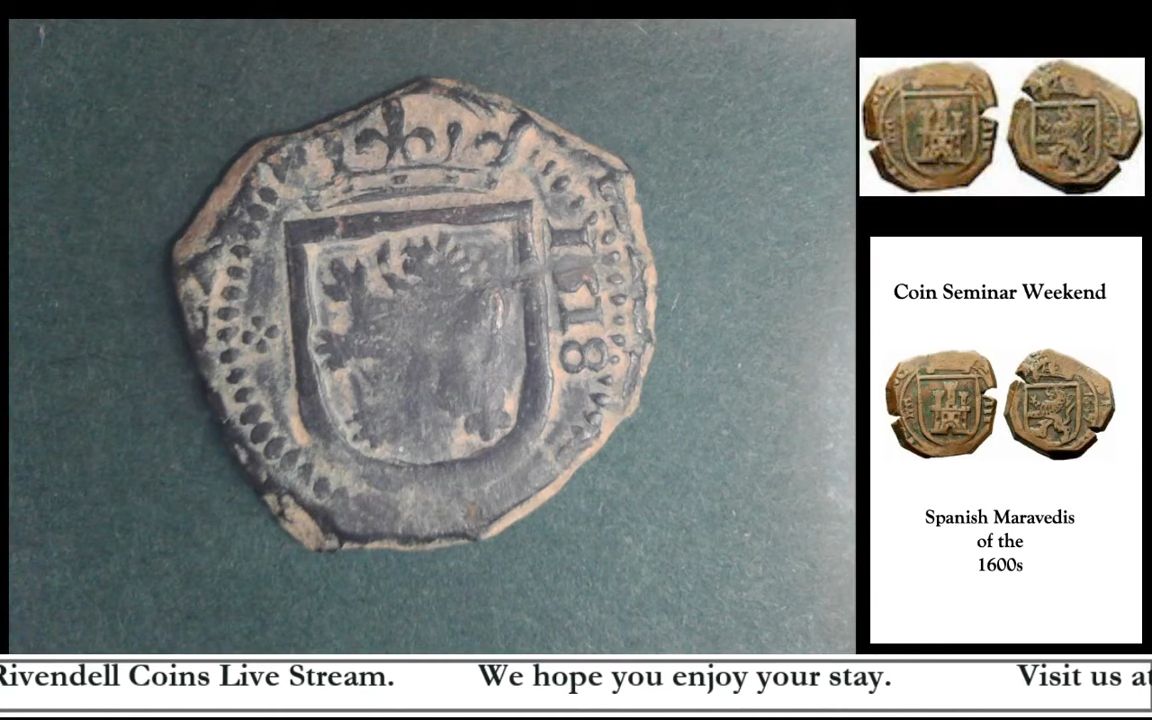 1618
Coin Seminar Weekend
Spanish Maravedis
of the
1600s
Rivendell Coins Live Stream. We hope you enjoy your stay. Visit us at